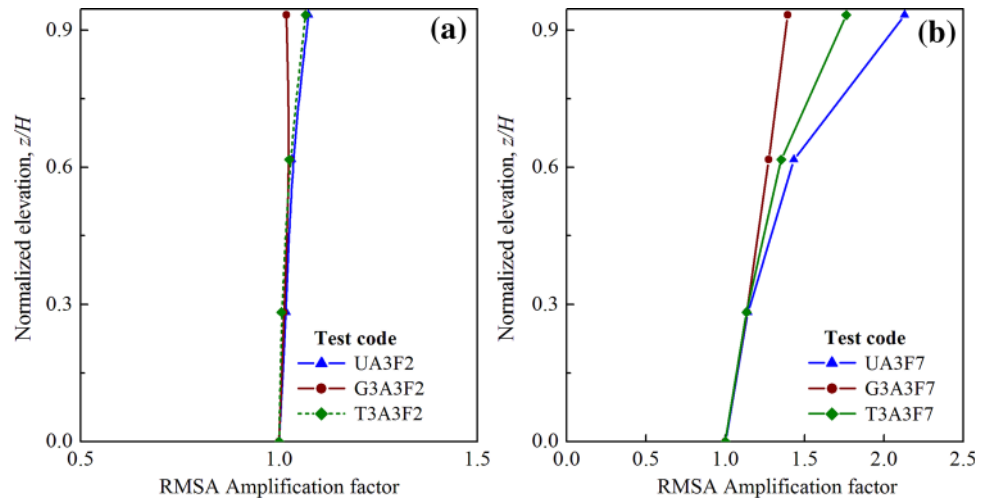 (a)
0.9
0.6
0.3
0.0
Normalized elevation, z/H
Test code
UA3F2
G3A3F2
T3A3F2
0.5
1.0
1.5
RMSA Amplification factor
(b)
0.9
0.6
0.3
0.0
Normalized elevation, z/H
Test code
UA3F7
G3A3F7
T3A3F7
0.0
0.5
1.0
1.5
2.0
2.5
RMSA Amplification factor